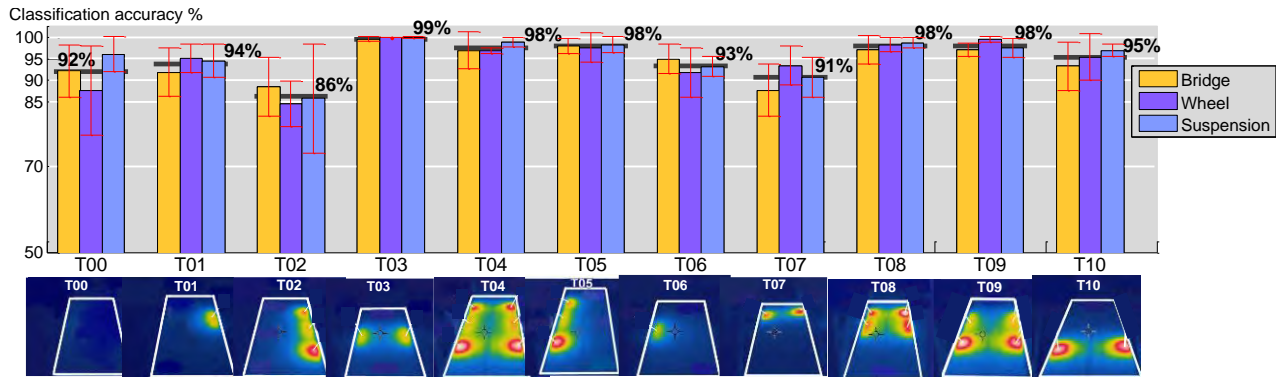 Classification accuracy %
100
95
90
85
70
50
92%
94%
86%
99%
98%
98%
93%
91%
98%
98%
95%
Bridge
Wheel
Suspension
T00 T01 T02 T03 T04 T05 T06 T07 T08 T09 T10
T00 T01 T02 T03 T04 T05 T06 T07 T08 T09 T10